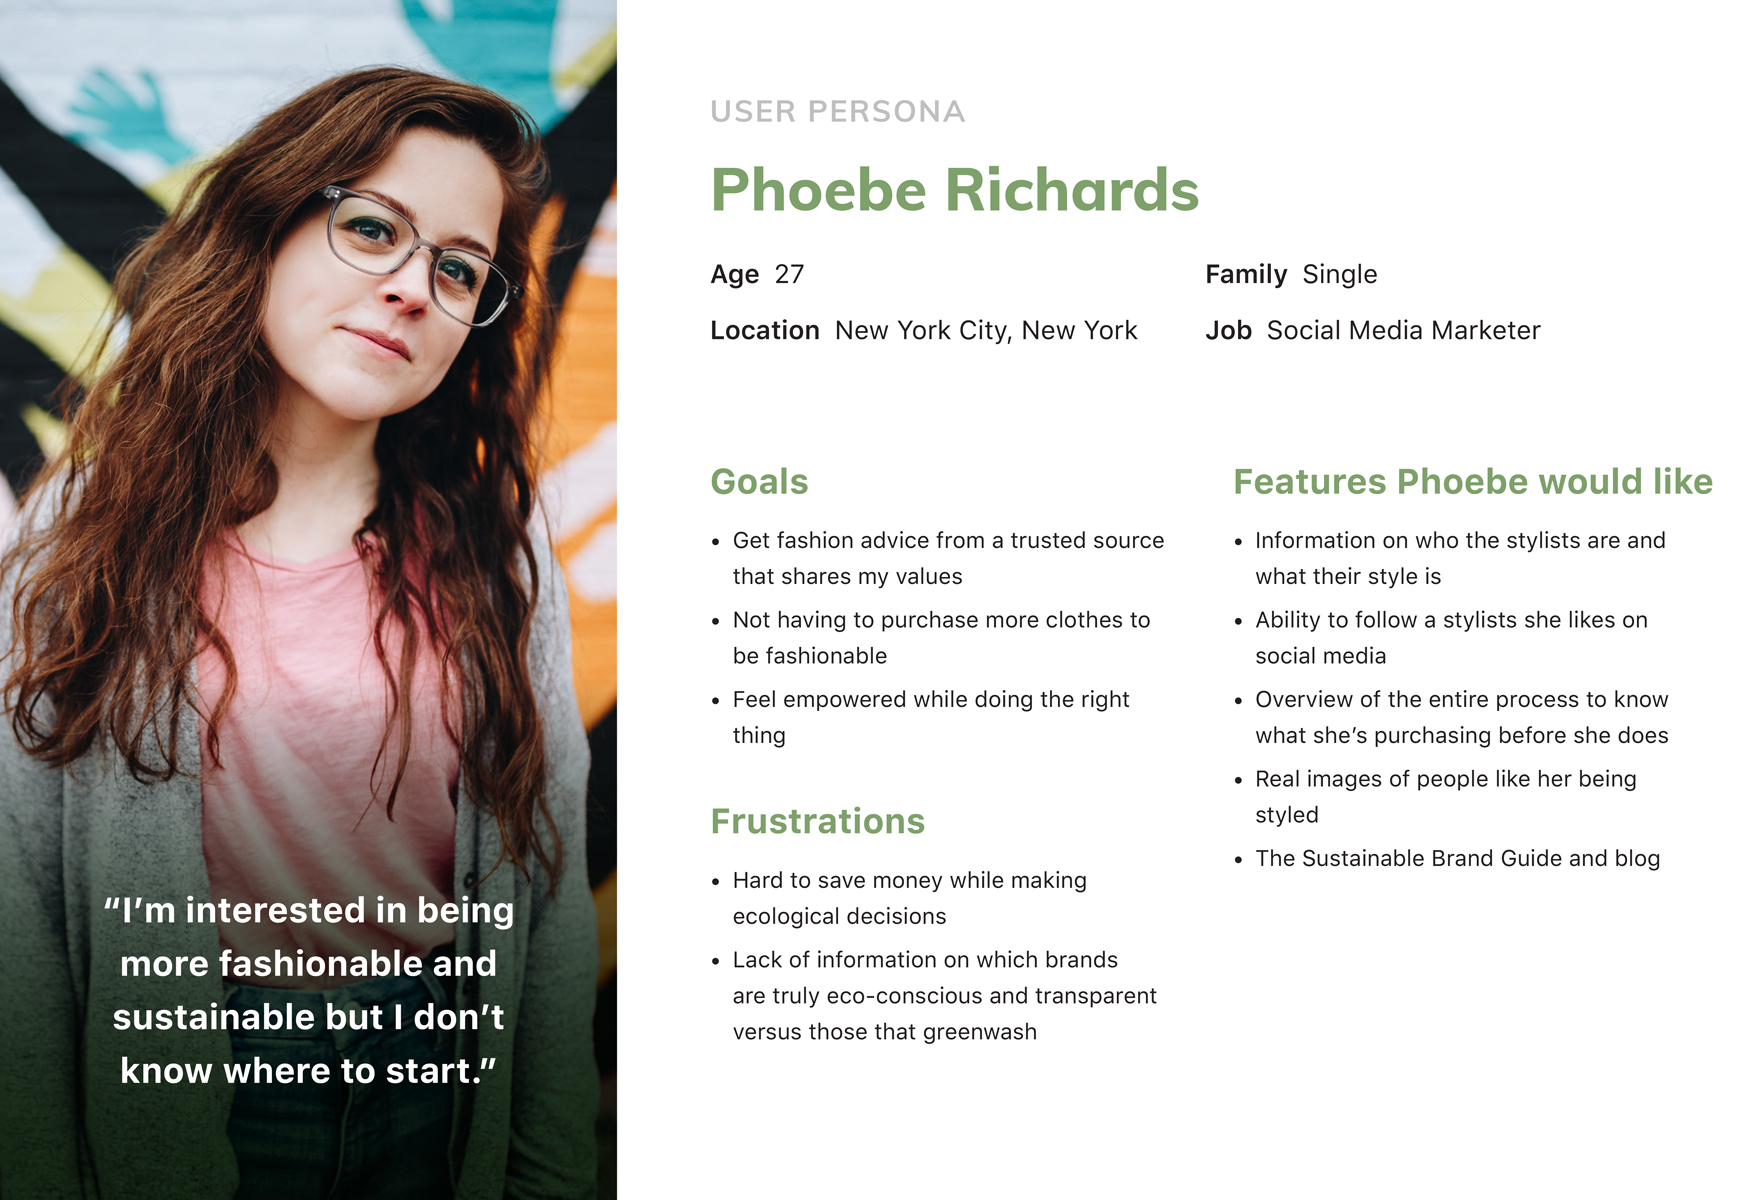 USER PERSONA
Phoebe Richards
Age 27
Family Single
Location New York City, New York
Job Social Media Marketer
Goals
• Get fashion advice from a trusted source
that shares my values
• Not having to purchase more clothes to
be fashionable
• Feel empowered while doing the right
thing
Frustrations
• Hard to save money while making
ecological decisions
• Lack of information on which brands
are truly eco-conscious and transparent
versus those that greenwash
Features Phoebe would like
• Information on who the stylists are and
what their style is
• Ability to follow a stylists she likes on
social media
• Overview of the entire process to know
what she’s purchasing before she does
• Real images of people like her being
styled
• The Sustainable Brand Guide and blog
“I’m interested in being
more fashionable and
sustainable but I don’t
know where to start.”